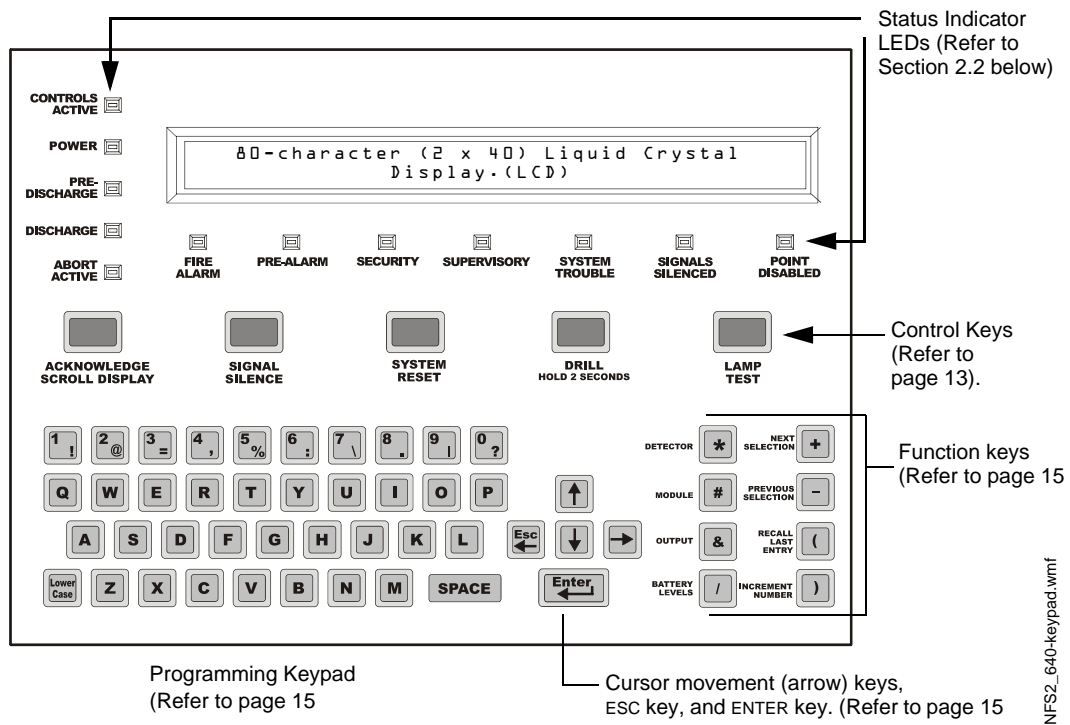 Status Indicator
LEDs (Refer to
Section 2.2 below)
CONTROLS
ACTIVE
POWER
PRE-
DISCHARGE
DISCHARGE
ABORT
ACTIVE
80-character (2 x 40) Liquid Crystal
Display.(LCD)
FIRE
ALARM
PRE-ALARM
SECURITY
SUPERVISORY
SYSTEM
TROUBLE
SIGNALS
SILENCED
POINT
DISABLED
ACKNOWLEDGE
SCROLL DISPLAY
SIGNAL
SILENCE
SYSTEM
RESET
DRILL
HOLD 2 SECONDS
LAMP
TEST
Control Keys
(Refer to
page 13).
1 ! 2 @ 3 = 4 , 5 % 6 : 7 \ 8 . 9 | 0 ?
Q W E R T Y U I O P
A S D F G H J K L
Lower
Case
Z X C V B N M SPACE
↑
Esc
← ↓ →
Enter
DETECTOR * NEXT
SELECTION +
MODULE # PREVIOUS
SELECTION -
OUTPUT & RECALL
LAST
ENTRY (
BATTERY
LEVELS / INCREMENT
NUMBER )
Function keys
(Refer to page 15
Programming Keypad
(Refer to page 15
Cursor movement (arrow) keys,
ESC key, and ENTER key. (Refer to page 15
NFS2_640-keypad.wmf